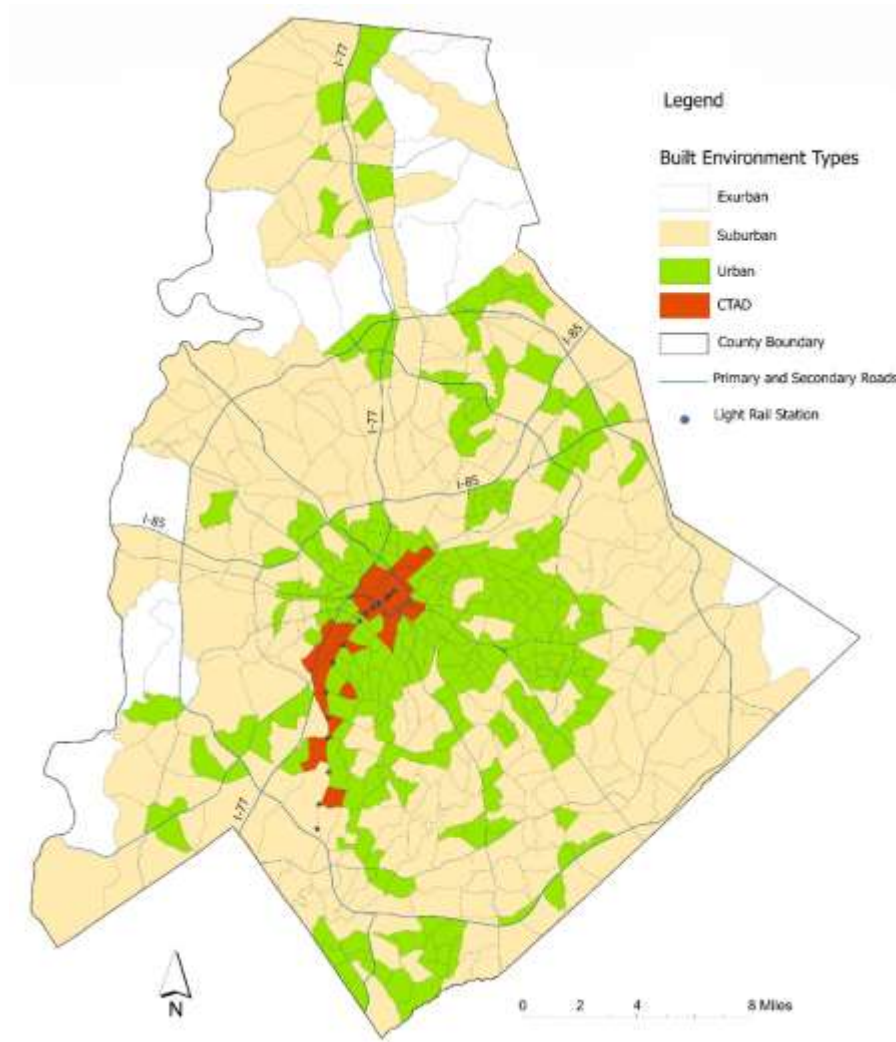 I-77
Legend
Built Environment Types
Exurban
Suburban
Urban
CTAD
County Boundary
Primary and Secondary Roads
Light Rail Station
I-85
I-77
I-85
I-85
I-77
N
0 2 4 8 Miles